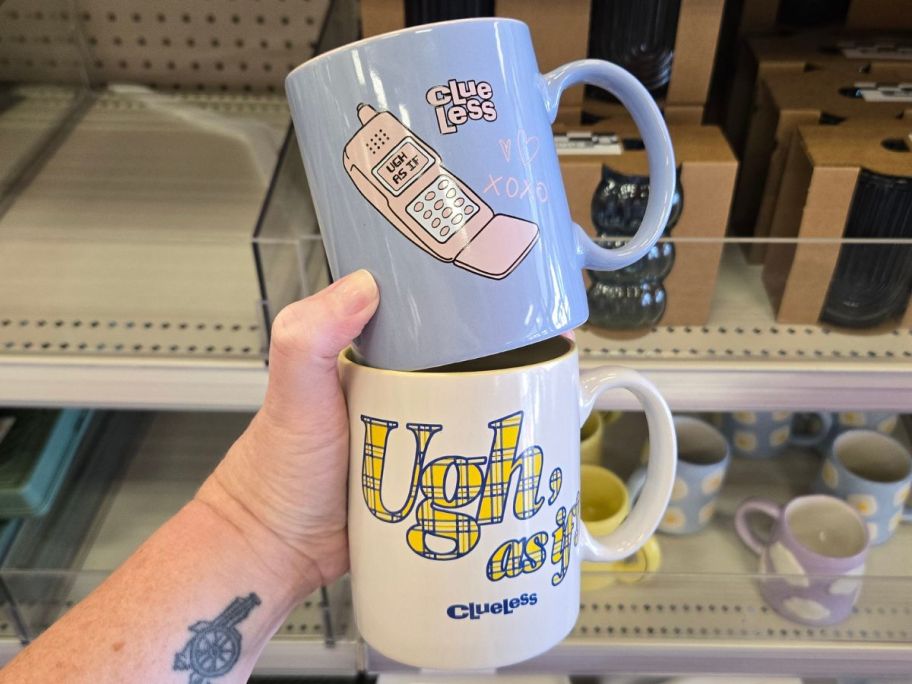 CLUE
LESS
UGH
AS IF
XOXO
Ugh,
as if
CLUELESS